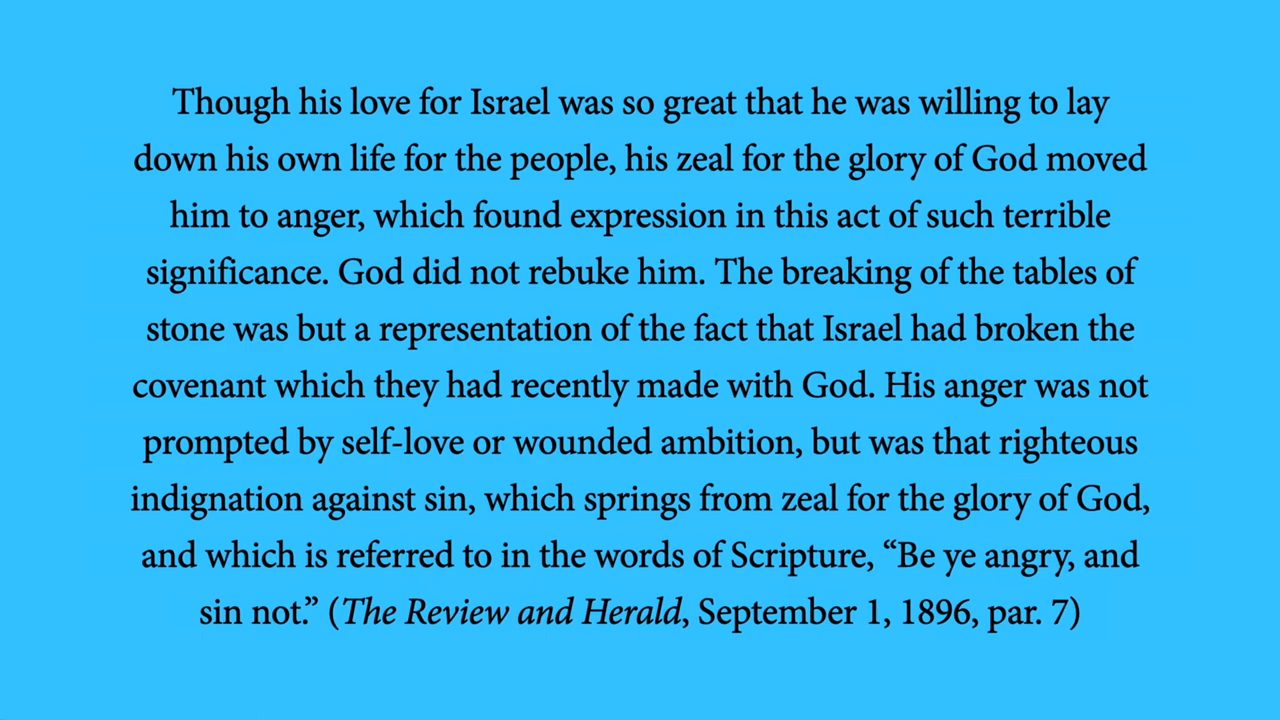 Though his love for Israel was so great that he was willing to lay
down his own life for the people, his zeal for the glory of God moved
him to anger, which found expression in this act of such terrible
significance. God did not rebuke him. The breaking of the tables of
stone was but a representation of the fact that Israel had broken the
covenant which they had recently made with God. His anger was not
prompted by self-love or wounded ambition, but was that righteous
indignation against sin, which springs from zeal for the glory of God,
and which is referred to in the words of Scripture, “Be ye angry, and
sin not.” (The Review and Herald, September 1, 1896, par. 7)